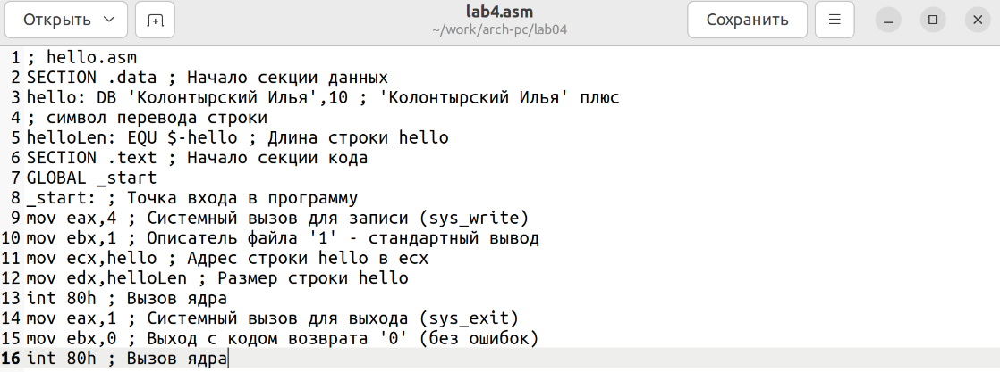 Открыть
lab4.asm
~/work/arch-pc/lab04
Сохранить
1 ; hello.asm
2 SECTION .data ; Начало секции данных
3 hello: DB 'Колонтырский Илья',10 ; 'Колонтырский Илья' плюс
4 ; символ перевода строки
5 helloLen: EQU $-hello ; Длина строки hello
6 SECTION .text ; Начало секции кода
7 GLOBAL _start
8 _start: ; Точка входа в программу
9 mov eax,4 ; Системный вызов для записи (sys_write)
10 mov ebx,1 ; Описатель файла '1' - стандартный вывод
11 mov ecx,hello ; Адрес строки hello в ecx
12 mov edx,helloLen ; Размер строки hello
13 int 80h ; Вызов ядра
14 mov eax,1 ; Системный вызов для выхода (sys_exit)
15 mov ebx,0 ; Выход с кодом возврата '0' (без ошибок)
16 int 80h ; Вызов ядра